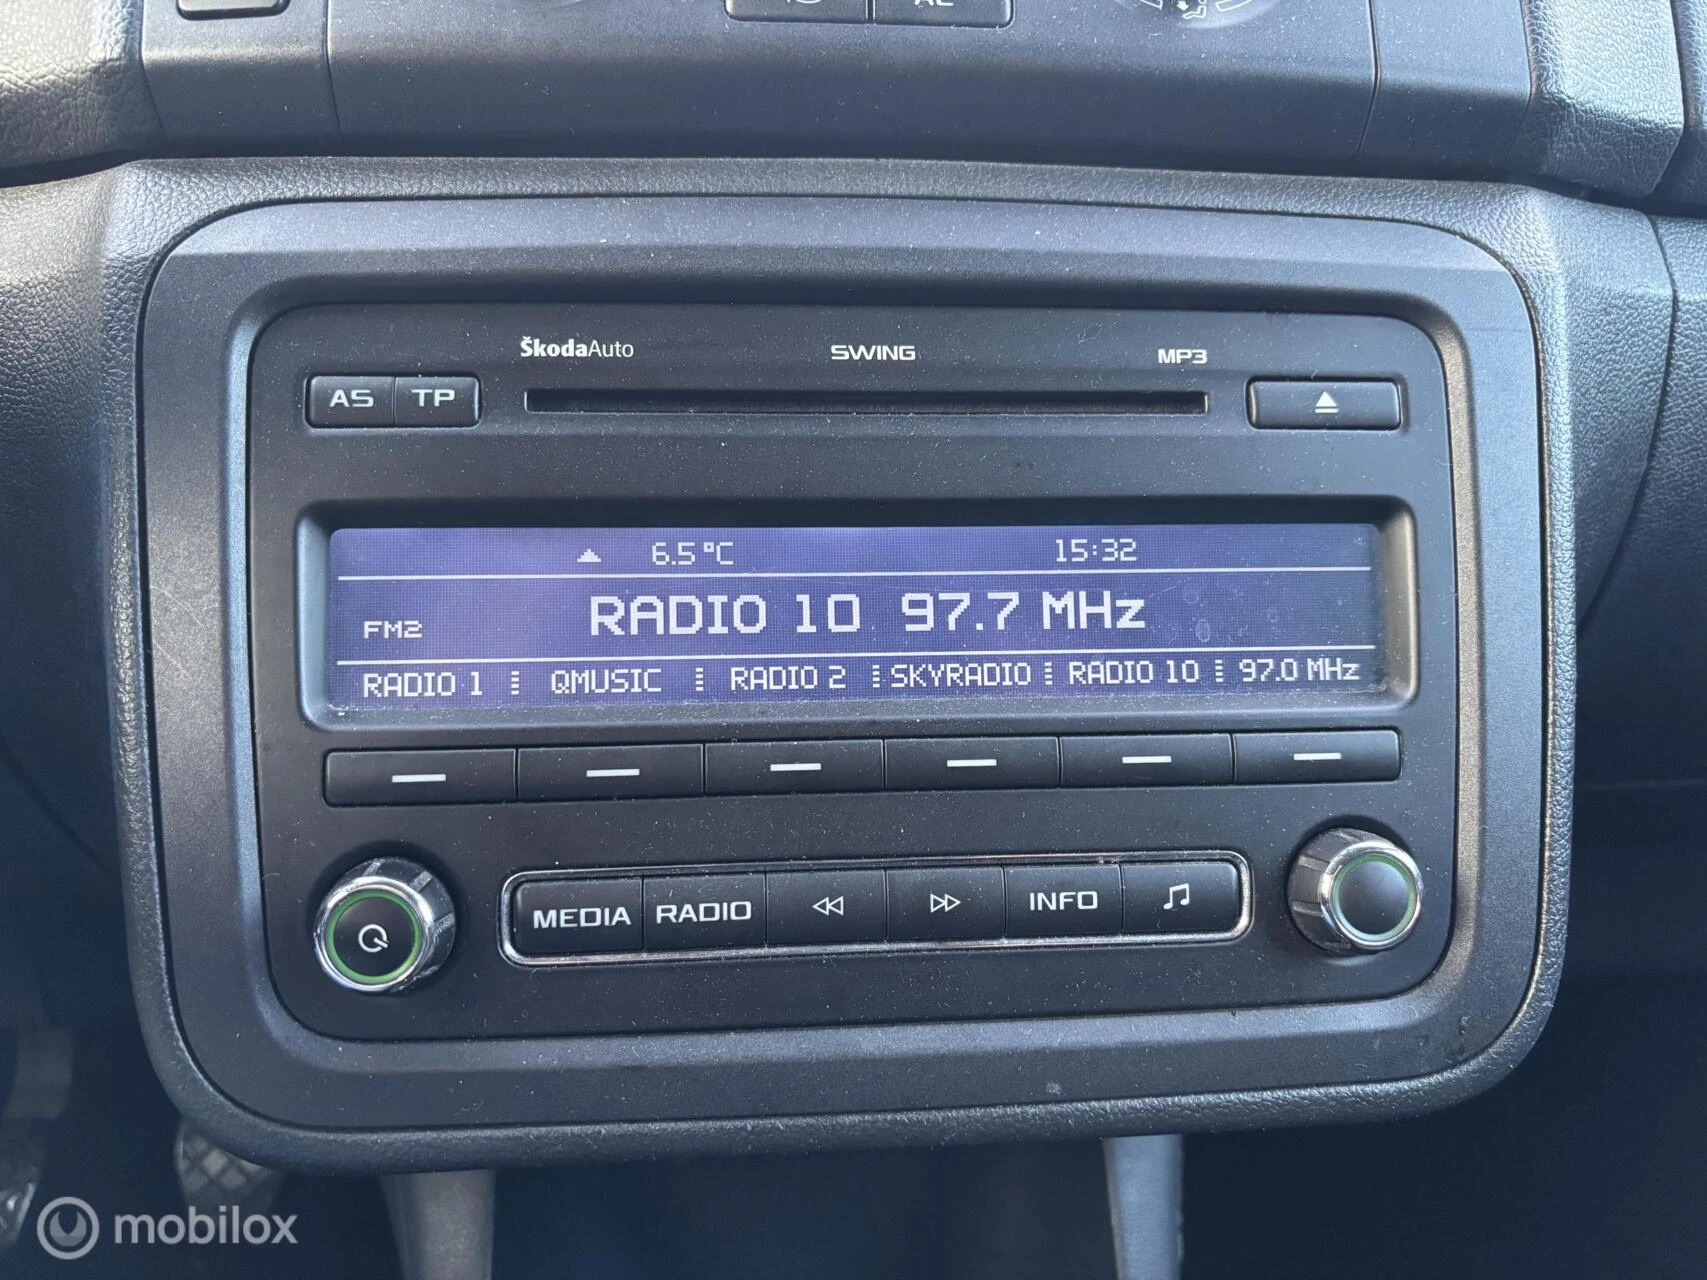 ŠkodaAuto SWING MP3
AS TP
6.5°C 15:32
FM2 RADIO 10 97.7 MHz
RADIO 1 QMUSIC RADIO 2 SKYRADIO RADIO 10 97.0 MHz
MEDIA RADIO INFO
mobilox